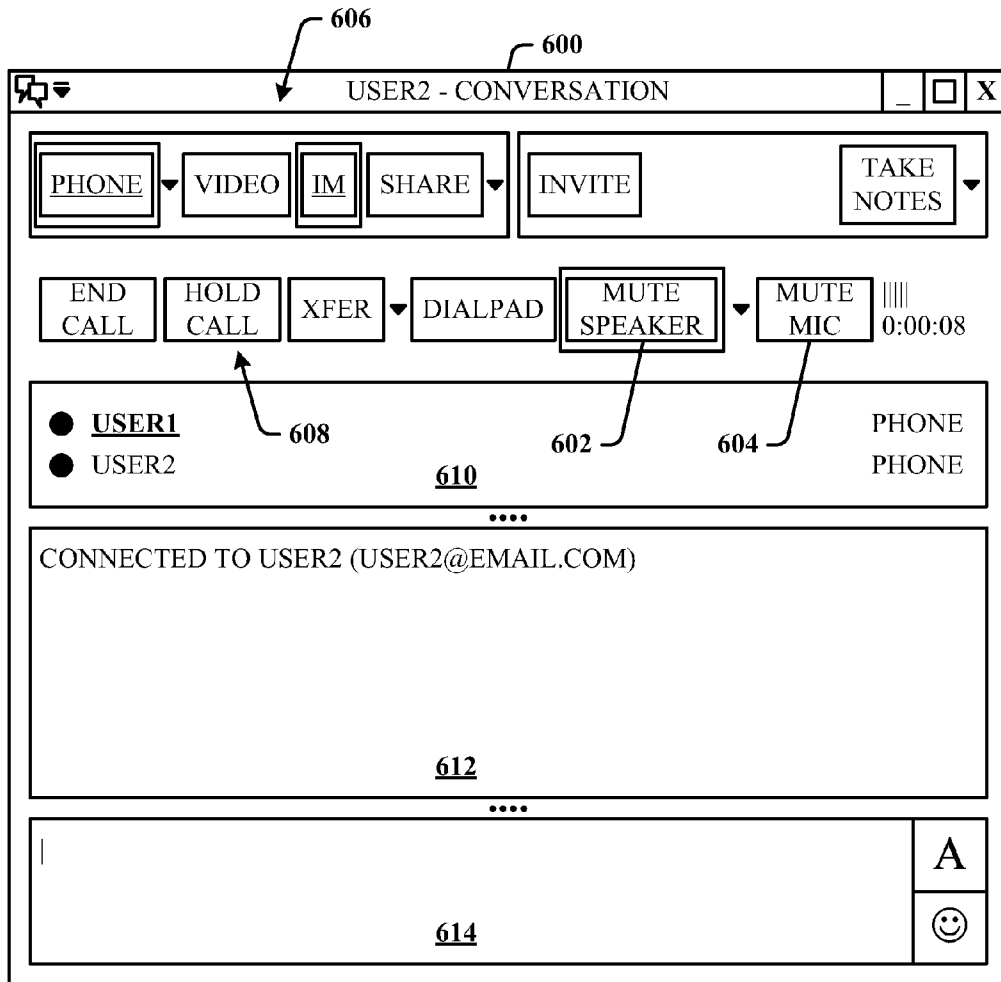 606
600
USER2 - CONVERSATION
_
X
PHONE
VIDEO
IM
SHARE
INVITE
TAKE
NOTES
END
CALL
HOLD
CALL
XFER
DIALPAD
MUTE
SPEAKER
MUTE
MIC
0:00:08
USER1
PHONE
608
602
604
USER2
PHONE
610
CONNECTED TO USER2 (USER2@EMAIL.COM)
612
A
614